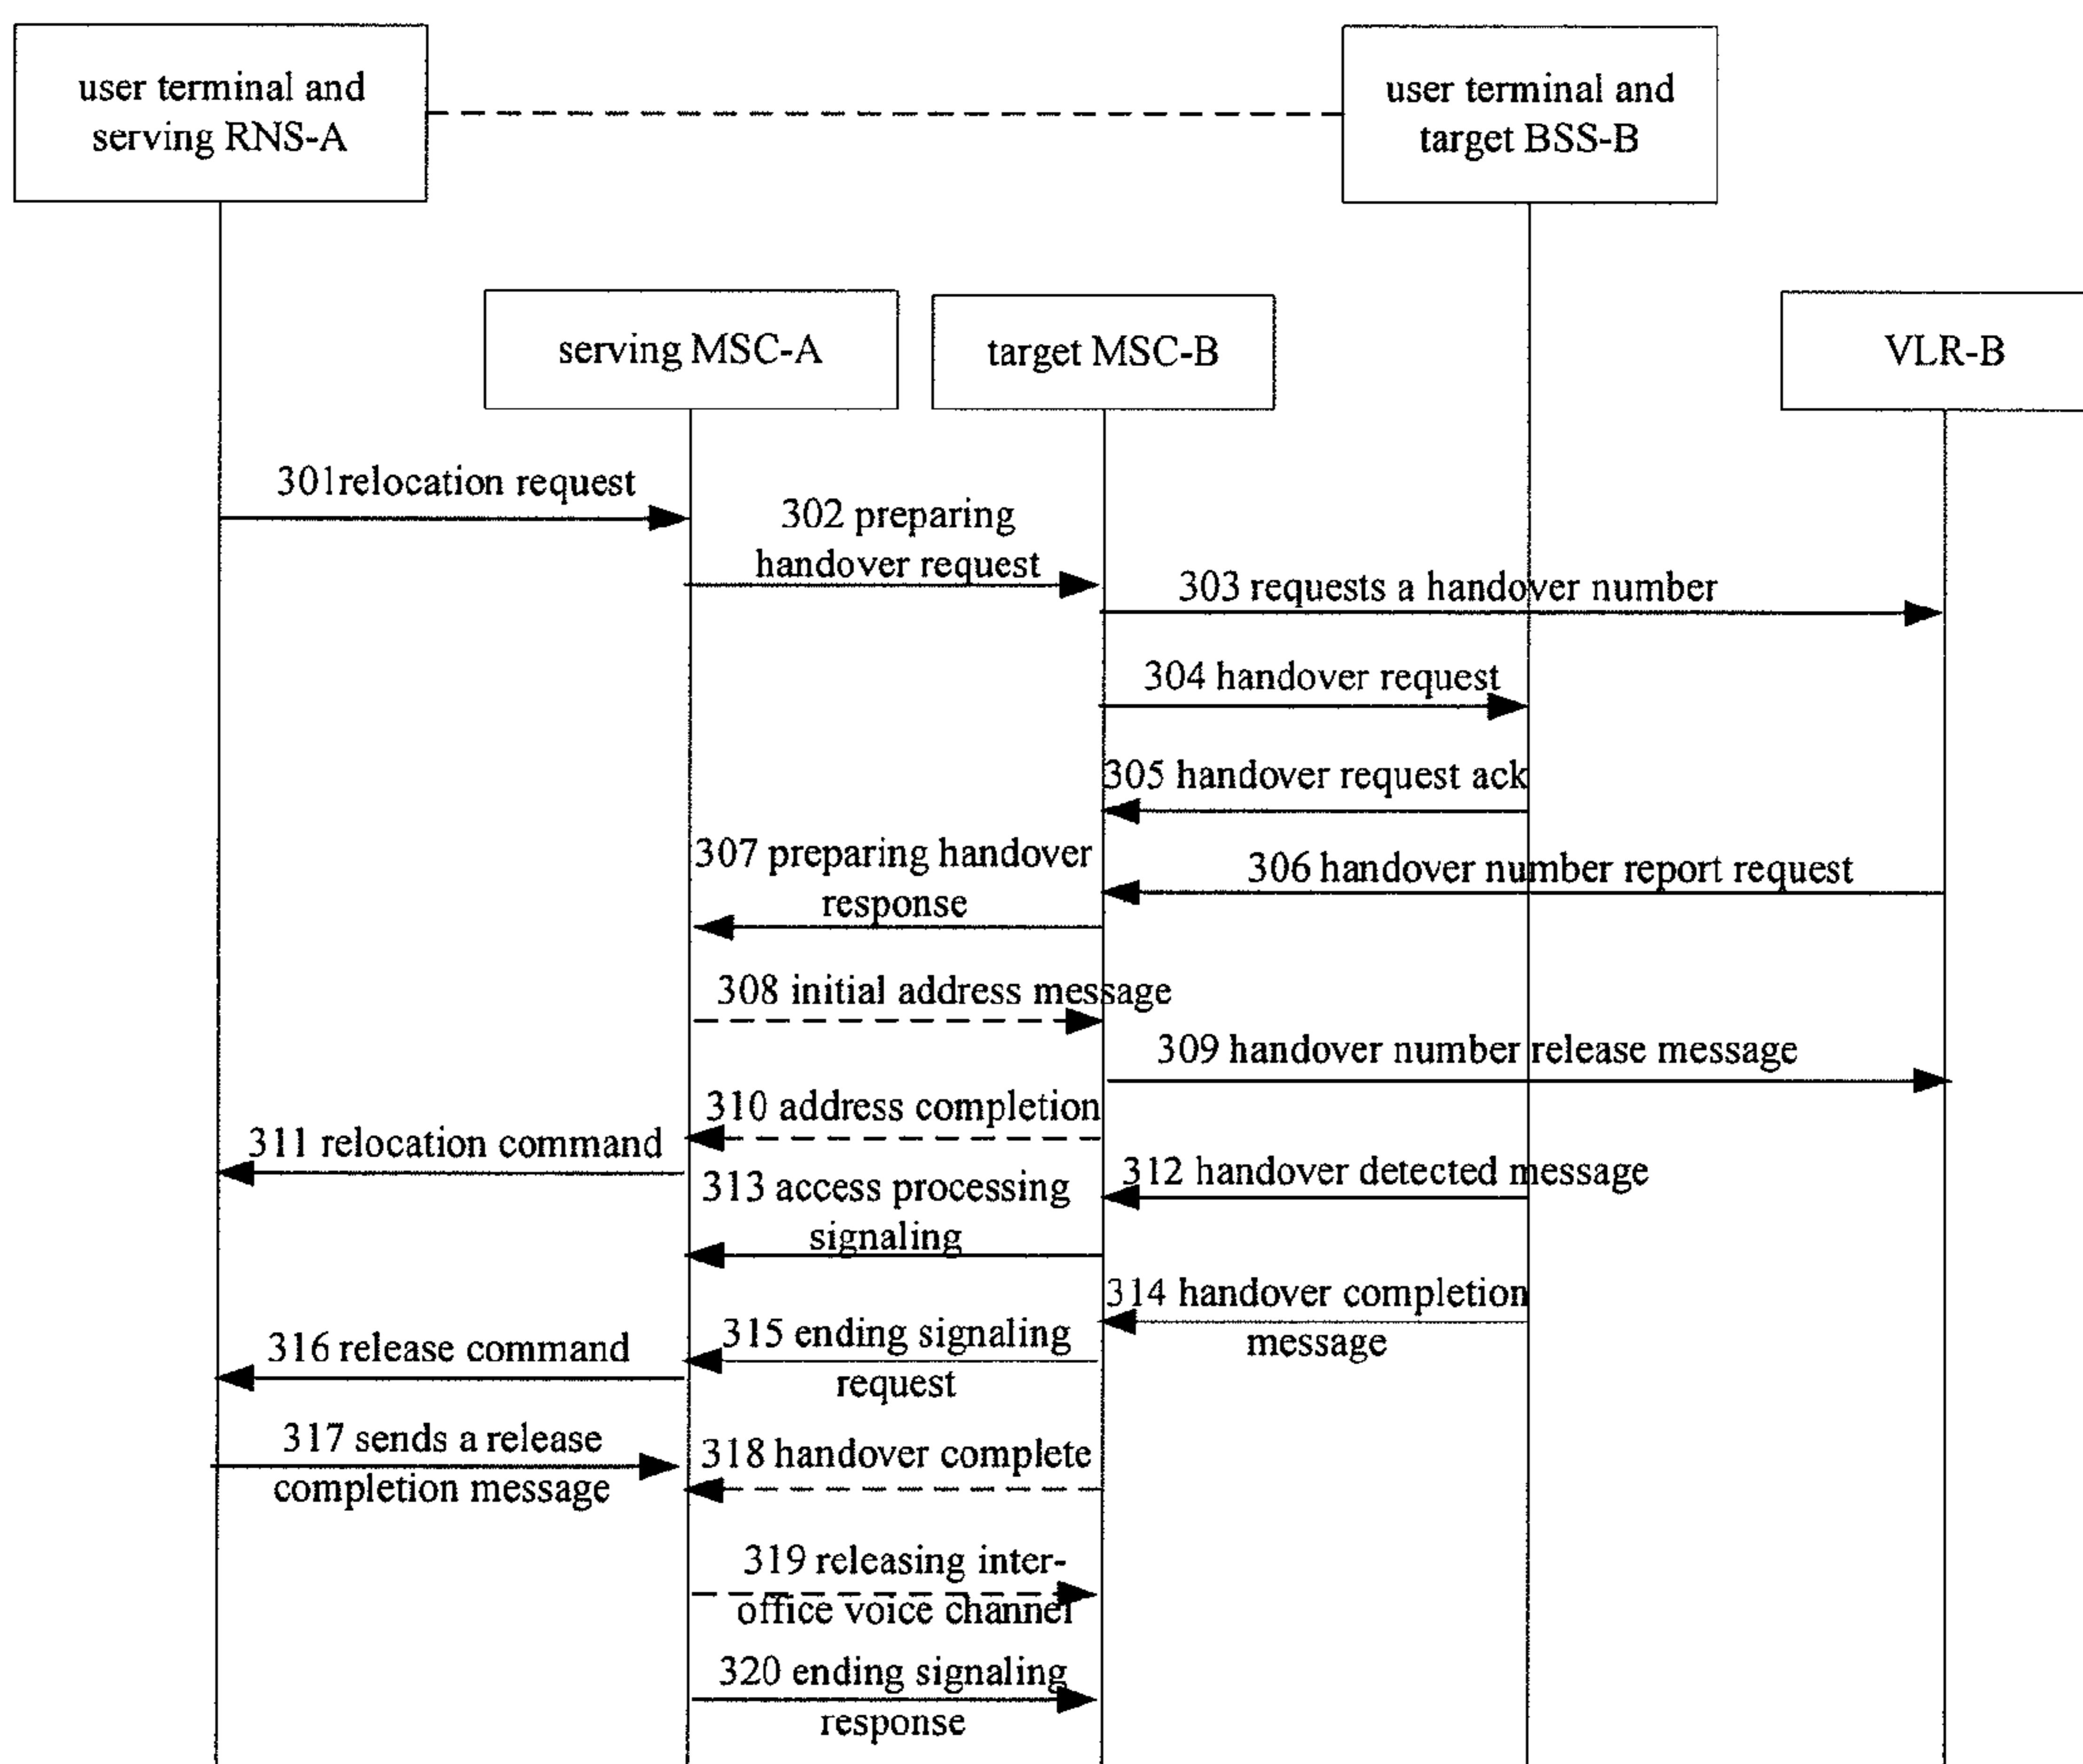 user terminal and
serving RNS-A
user terminal and
target BSS-B
serving MSC-A
target MSC-B
VLR-B
301relocation request
302 preparing
handover request
303 requests a handover number
304 handover request
305 handover request ack
306 handover number report request
307 preparing handover
response
308 initial address message
309 handover number release message
310 address completion
311 relocation command
312 handover detected message
313 access processing
signaling
314 handover completion
message
315 ending signaling
request
316 release command
317 sends a release
completion message
318 handover complete
319 releasing inter-
office voice channel
320 ending signaling
response